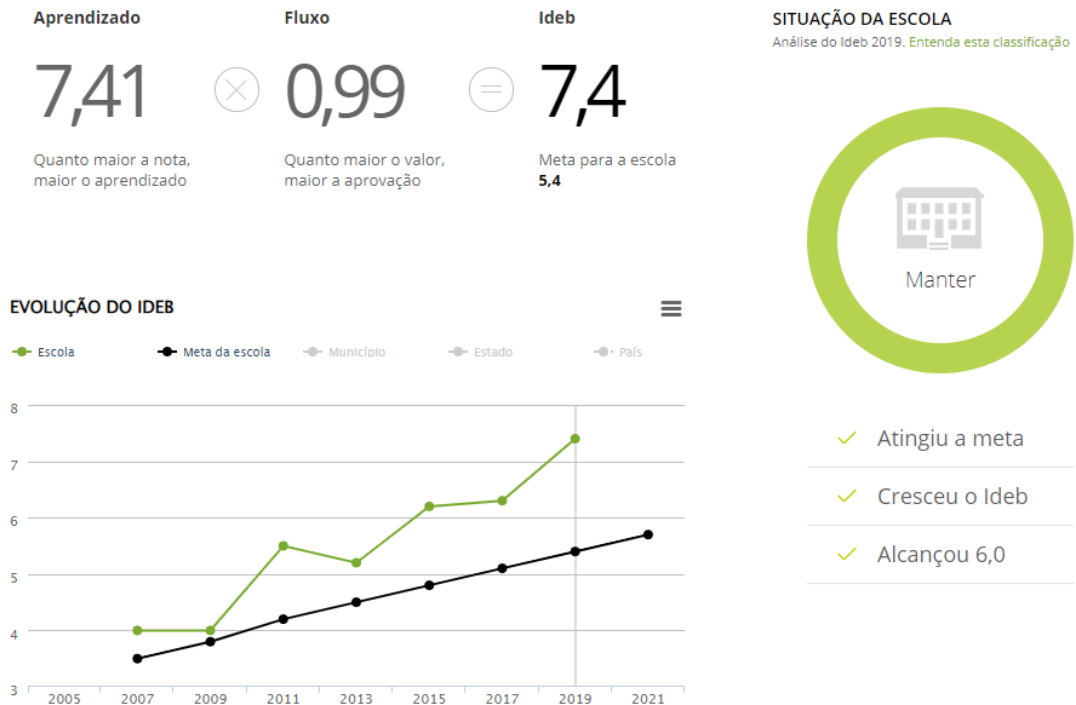 Aprendizado
Fluxo
Ideb
7,41
0,99
7,4
Quanto maior a nota,
maior o aprendizado
Quanto maior o valor,
maior a aprovação
Meta para a escola
5,4
SITUAÇÃO DA ESCOLA
Análise do Ideb 2019. Entenda esta classificação
Manter
Atingiu a meta
Cresceu o Ideb
Alcançou 6,0
EVOLUÇÃO DO IDEB
Escola
Meta da escola
Município
Estado
País
8
7
6
5
4
3
2005 2007 2009 2011 2013 2015 2017 2019 2021